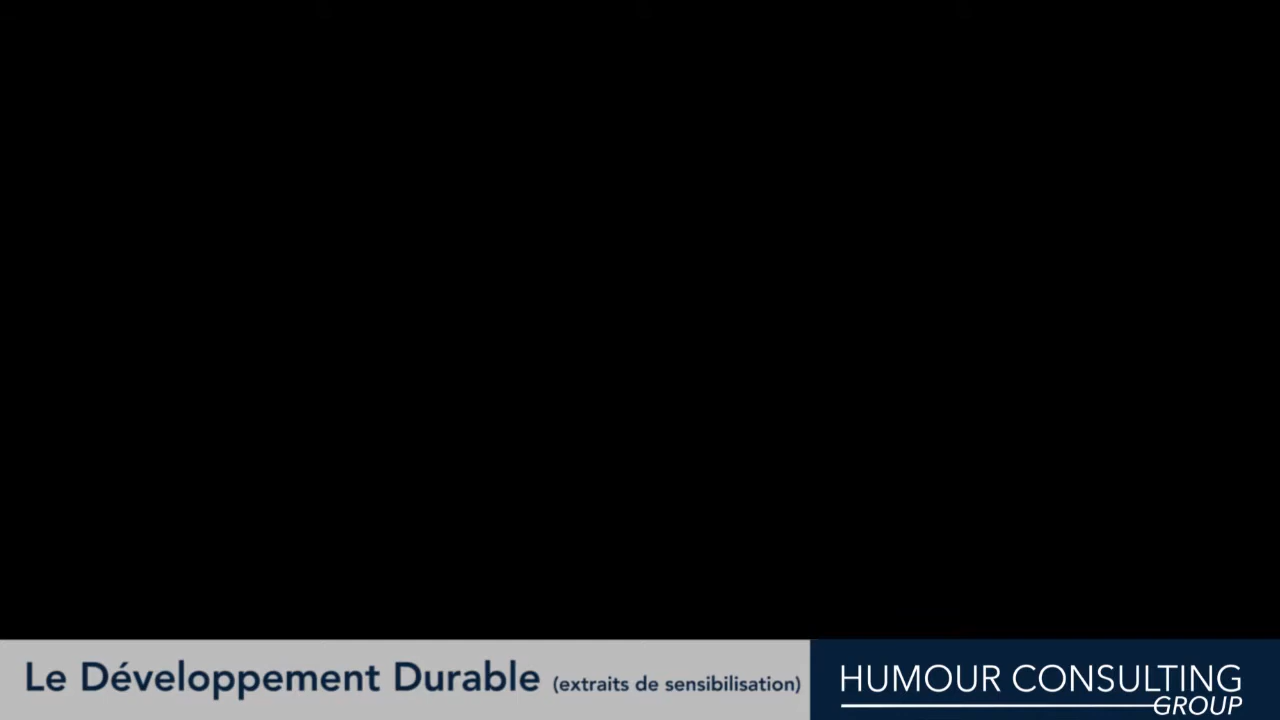 Le Développement Durable (extraits de sensibilisation)
HUMOUR CONSULTING
GROUP